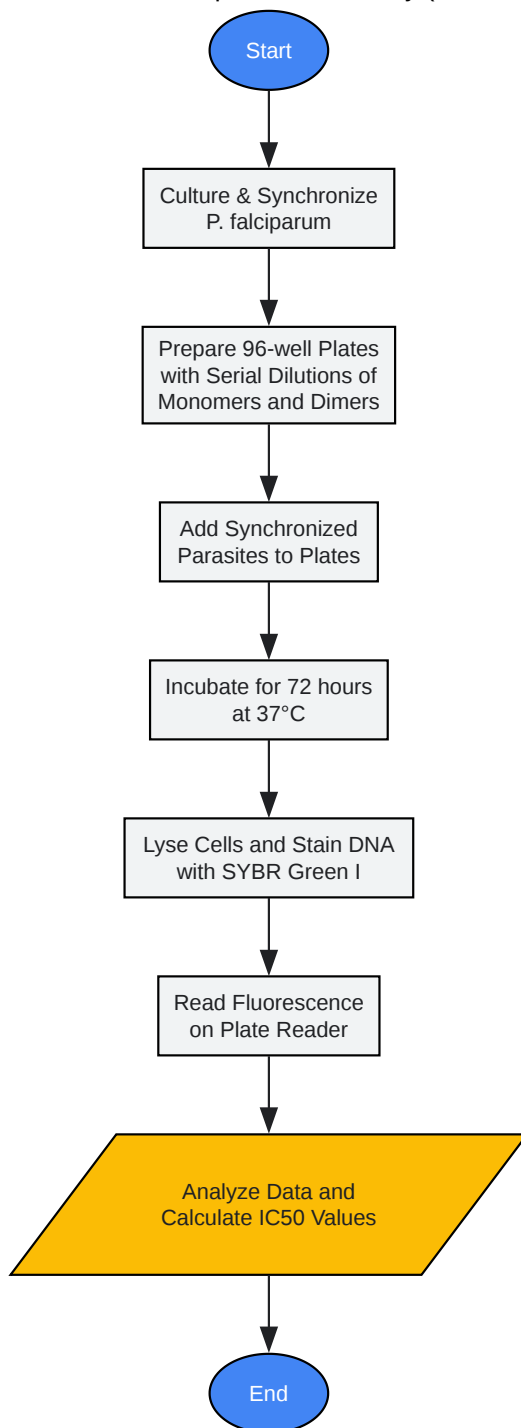 Start
Culture & Synchronize
P. falciparum
Prepare 96-well Plates
with Serial Dilutions of
Monomers and Dimers
Add Synchronized
Parasites to Plates
Incubate for 72 hours
at 37°C
Lyse Cells and Stain DNA
with SYBR Green I
Read Fluorescence
on Plate Reader
Analyze Data and
Calculate IC50 Values
End